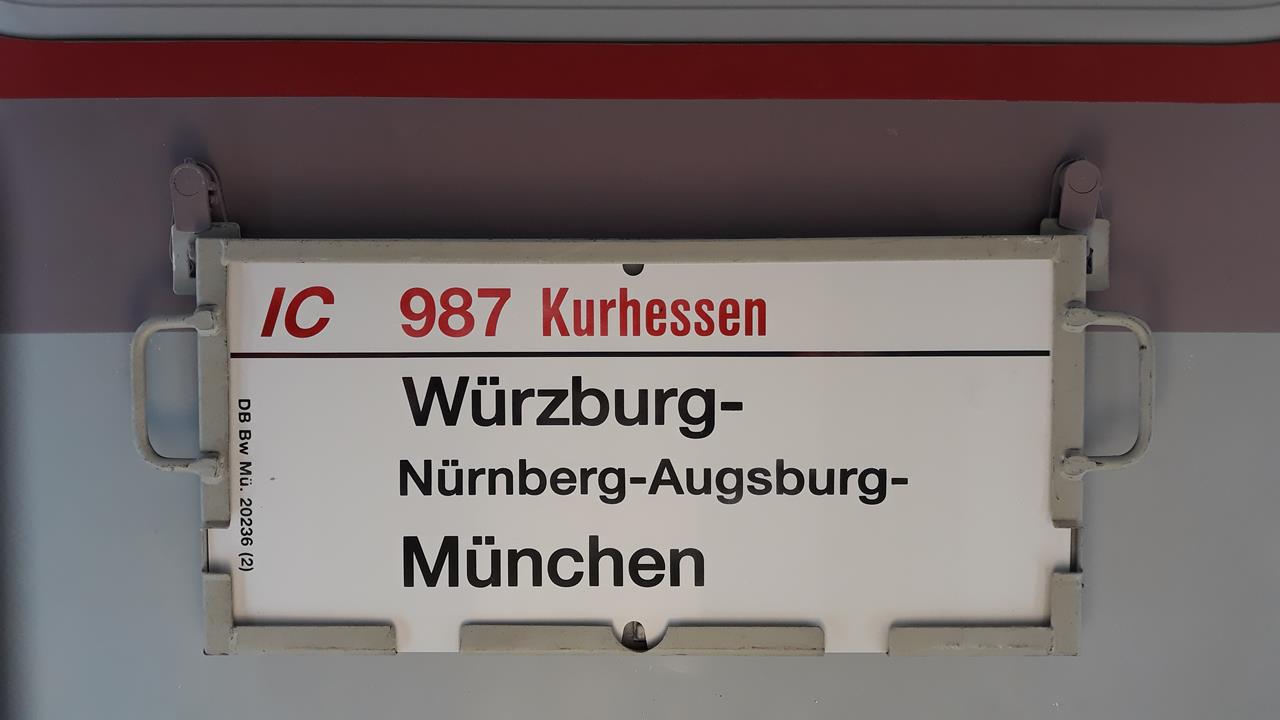 IC 987 Kurhessen
Würzburg-
Nürnberg-Augsburg-
München
DB Bw Mü. 20236 (2)